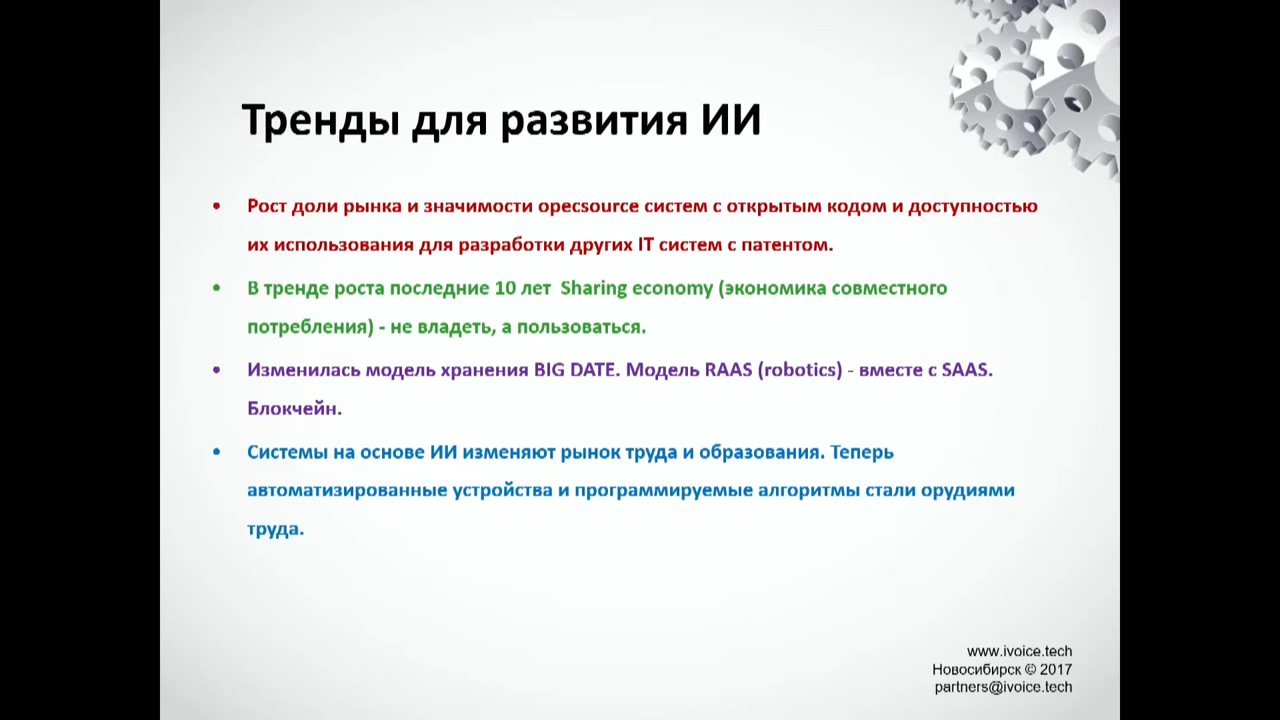 Тренды для развития ИИ
• Рост доли рынка и значимости opecsource систем с открытым кодом и доступностью
их использования для разработки других IT систем с патентом.
• В тренде роста последние 10 лет  Sharing economy (экономика совместного
потребления) - не владеть, а пользоваться.
• Изменилась модель хранения BIG DATE. Модель RAAS (robotics) - вместе с SAAS.
Блокчейн.
• Системы на основе ИИ изменяют рынок труда и образования. Теперь
автоматизированные устройства и программируемые алгоритмы стали орудиями
труда.
www.ivoice.tech
Новосибирск © 2017
partners@ivoice.tech